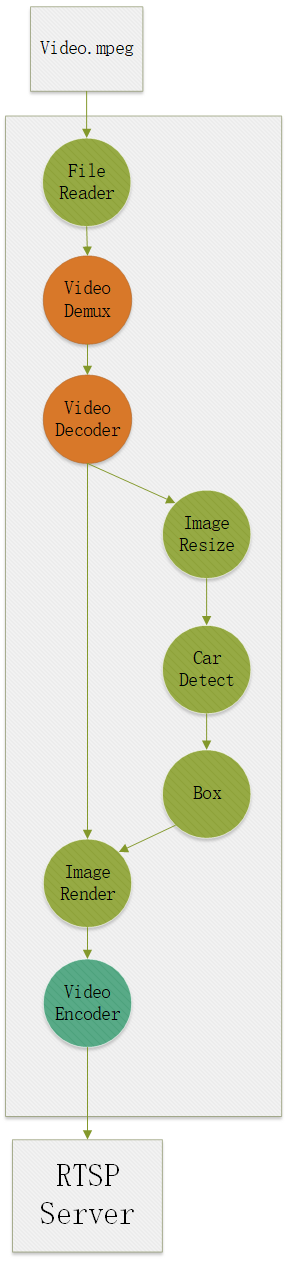 Video.mpeg
File
Reader
Video
Demux
Video
Decoder
Image
Resize
Car
Detect
Box
Image
Render
Video
Encoder
RTSP
Server